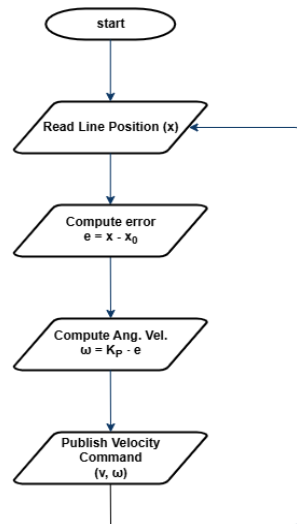 start
Read Line Position (x)
Compute error
e = x - x₀
Compute Ang. Vel.
ω = Kₚ - e
Publish Velocity
Command
(v, ω)